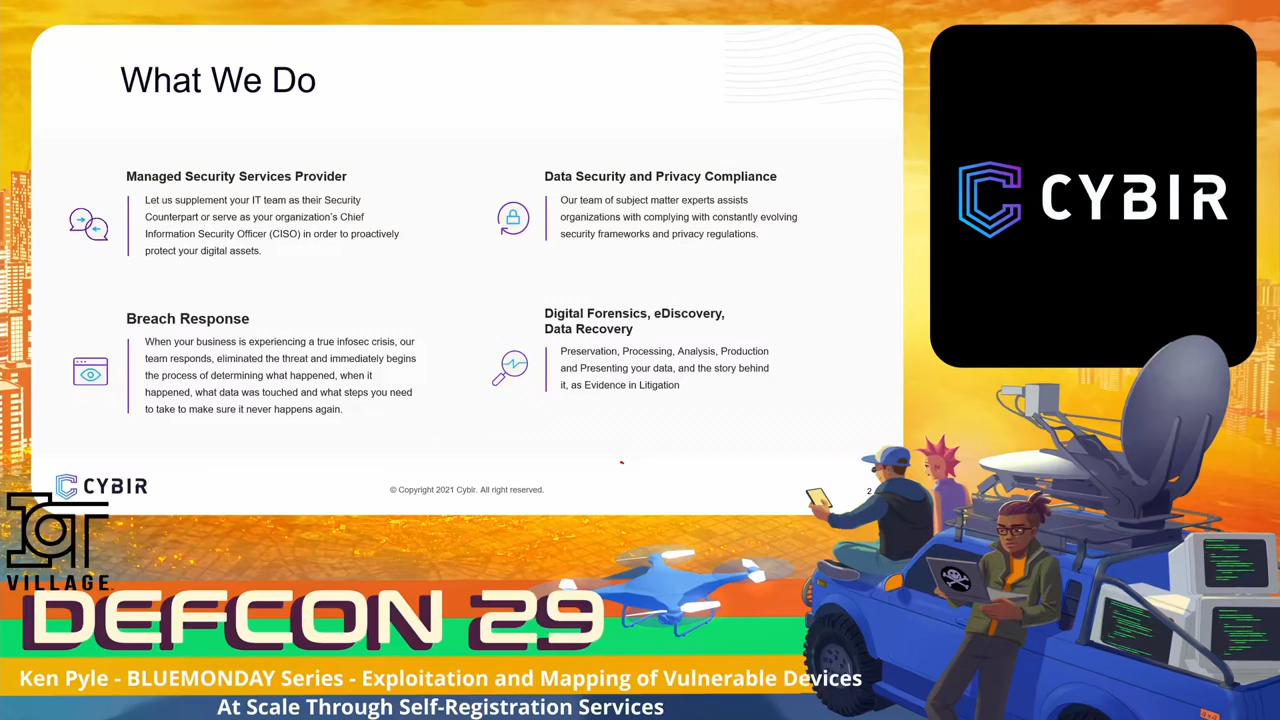 What We Do
Managed Security Services Provider
Let us supplement your IT team as their Security
Counterpart or serve as your organization's Chief
Information Security Officer (CISO) in order to proactively
protect your digital assets.
Data Security and Privacy Compliance
Our team of subject matter experts assists
organizations with complying with constantly evolving
security frameworks and privacy regulations.
Breach Response
When your business is experiencing a true infosec crisis, our
team responds, eliminated the threat and immediately begins
the process of determining what happened, when it
happened, what data was touched and what steps you need
to take to make sure it never happens again.
Digital Forensics, eDiscovery,
Data Recovery
Preservation, Processing, Analysis, Production
and Presenting your data, and the story behind
it, as Evidence in Litigation
CYBIR
© Copyright 2021 Cybir. All right reserved.
2
CYBIR
IoT
VILLAGE
DEFCON 29
Ken Pyle - BLUEMONDAY Series - Exploitation and Mapping of Vulnerable Devices
At Scale Through Self-Registration Services